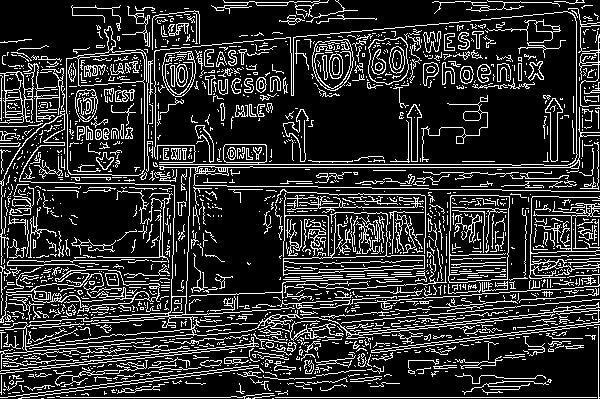 HOV LANE
10 WEST
Phoenix
LEFT
10 EAST
Tucson
1 MILE
EXIT ONLY
10 60 WEST
Phoenix